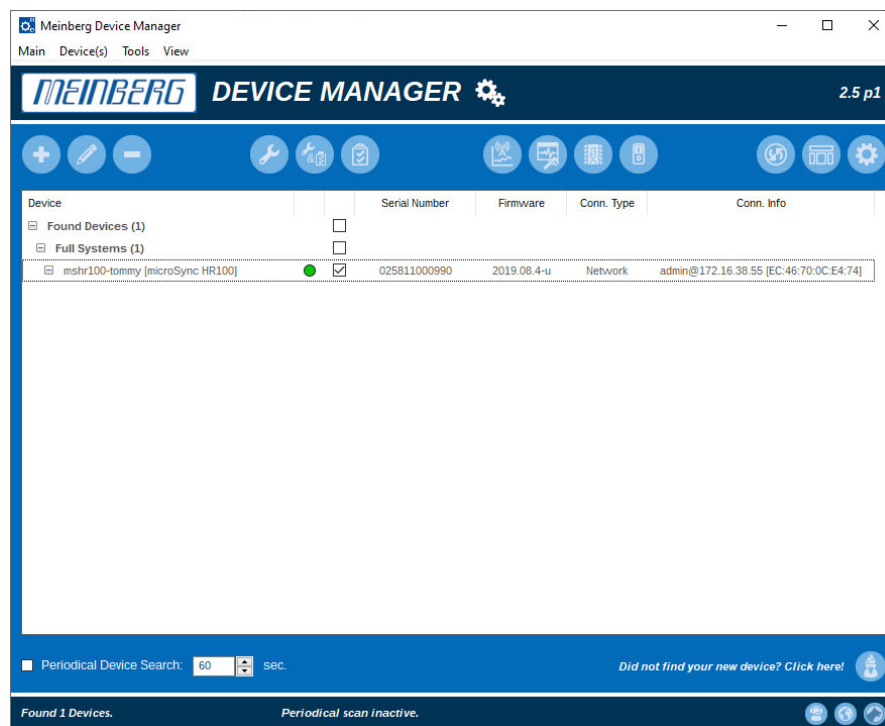 Meinberg Device Manager
Main Device(s) Tools View
MEINBERG DEVICE MANAGER 2.5 p1
Device Serial Number Firmware Conn. Type Conn. Info
Found Devices (1)
Full Systems (1)
mshr100-tommy [microSync HR100] 025811000990 2019.08.4-u Network admin@172.16.38.55 [EC:46:70:0C:E4:74]
Periodical Device Search: 60 sec. Did not find your new device? Click here!
Found 1 Devices. Periodical scan inactive.